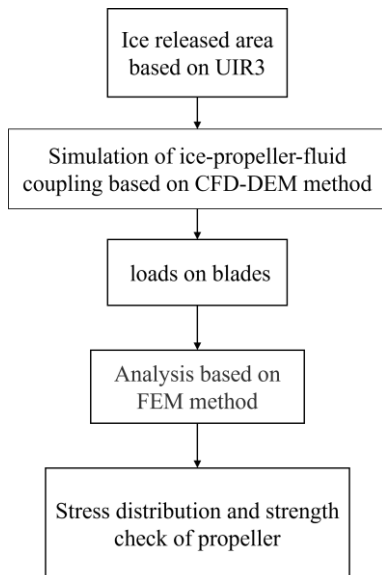 Ice released area
based on UIR3
Simulation of ice-propeller-fluid
coupling based on CFD-DEM method
loads on blades
Analysis based on
FEM method
Stress distribution and strength
check of propeller